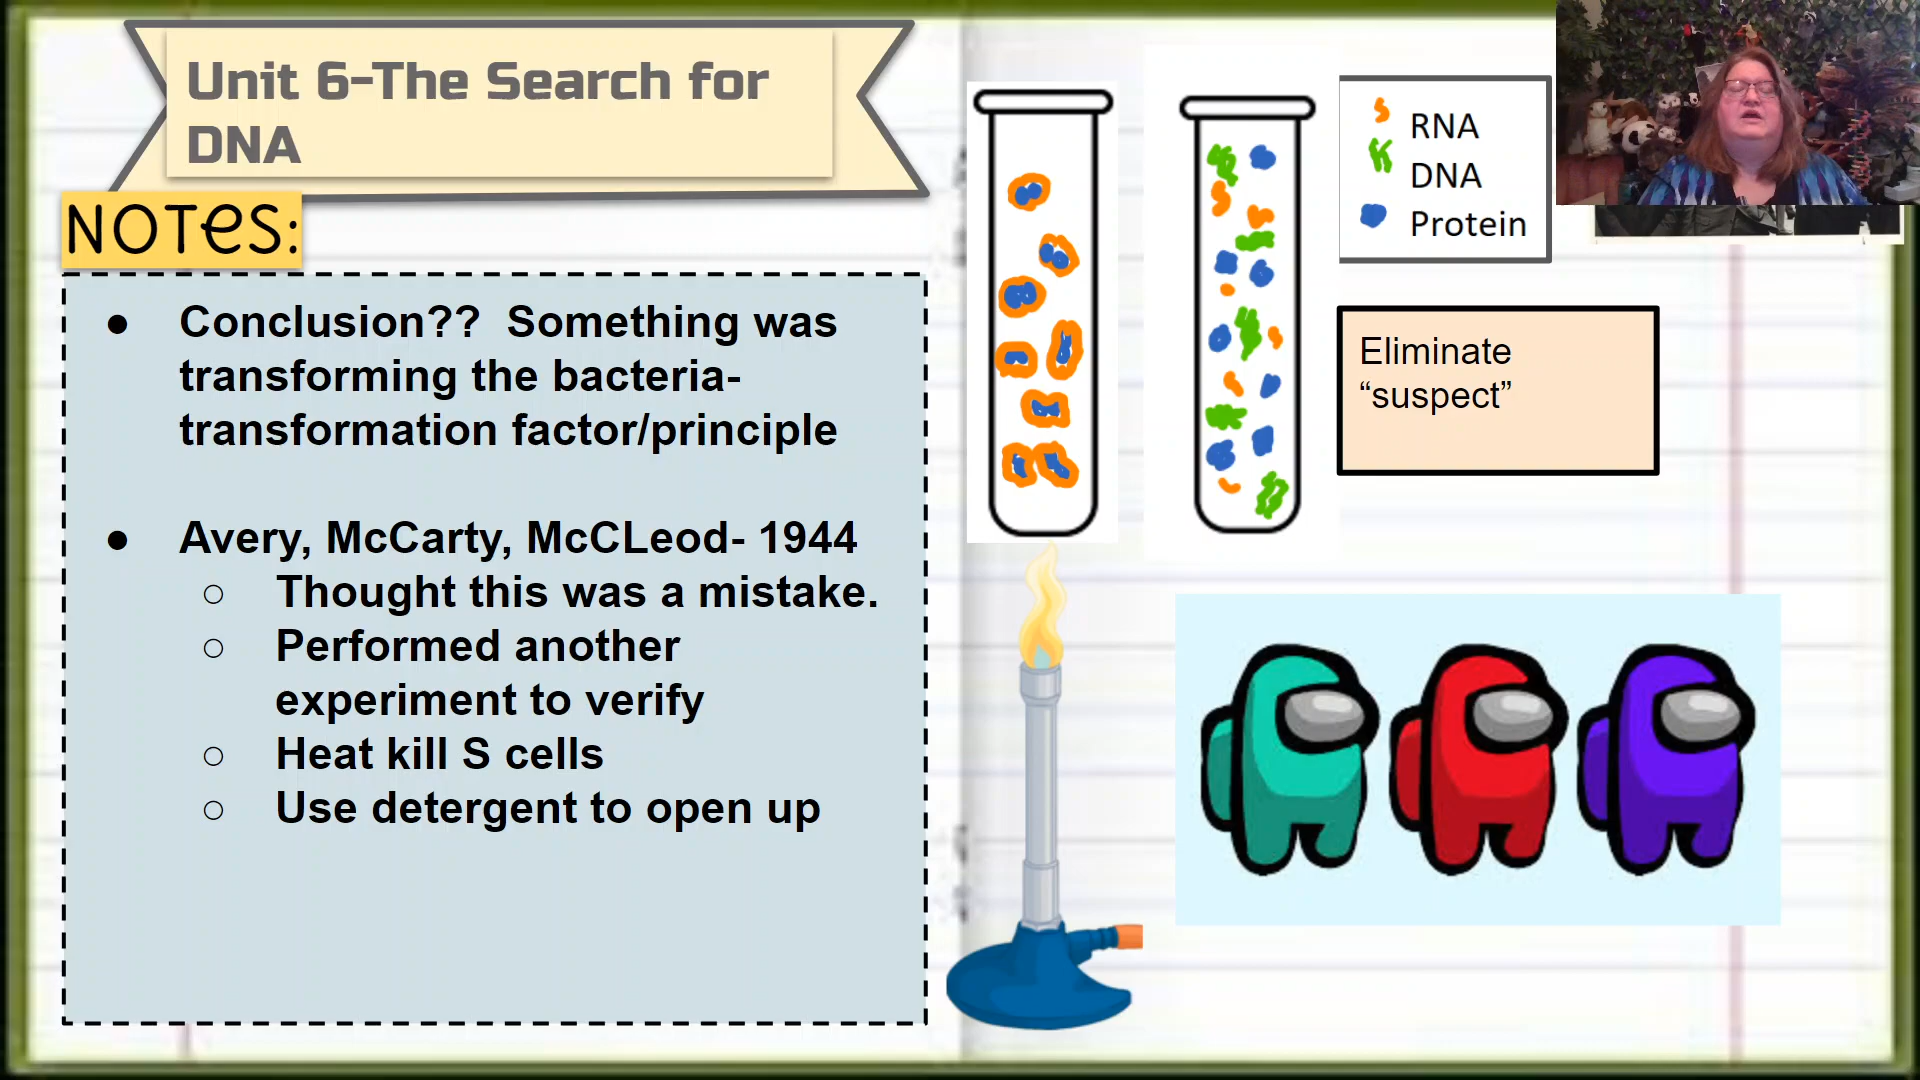 Unit 6-The Search for
DNA
NOTes:
● Conclusion?? Something was
transforming the bacteria-
transformation factor/principle
● Avery, McCarty, McCLeod- 1944
○ Thought this was a mistake.
○ Performed another
experiment to verify
○ Heat kill S cells
○ Use detergent to open up
RNA
DNA
Protein
Eliminate
“suspect”